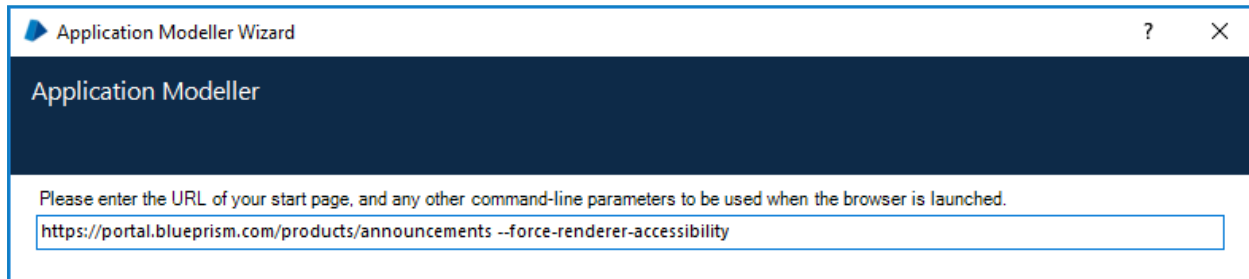 Application Modeller Wizard
?
Application Modeller
Please enter the URL of your start page, and any other command-line parameters to be used when the browser is launched.
https://portal.blueprism.com/products/announcements --force-renderer-accessibility